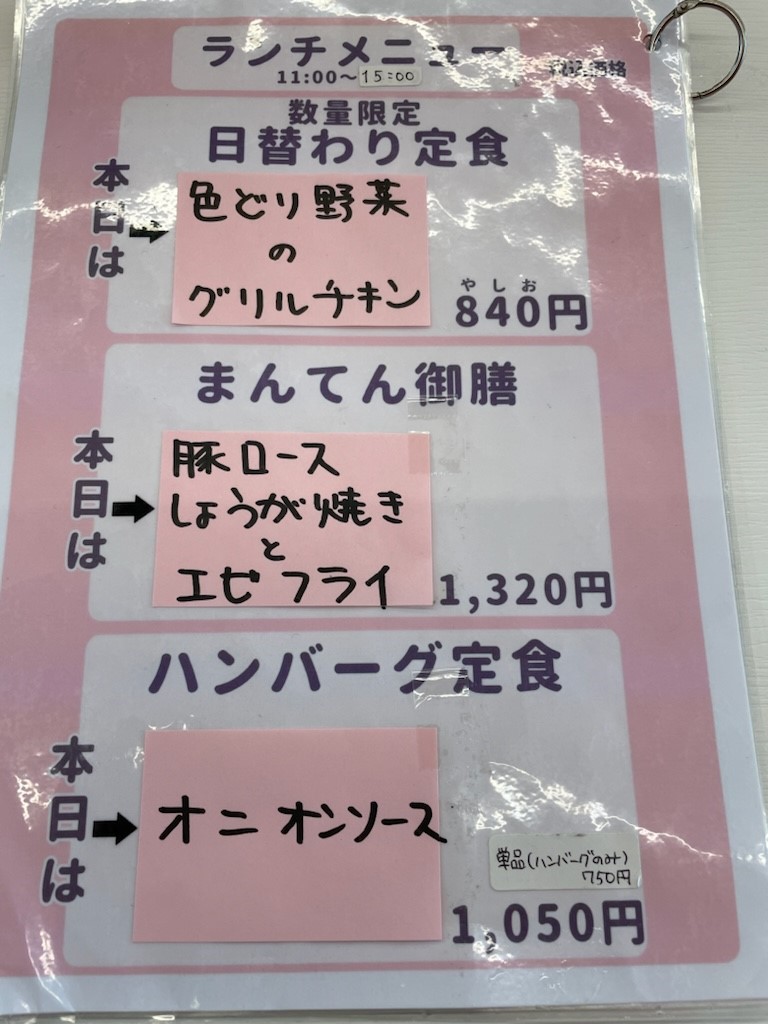 ランチメニュー
11:00~15:00
税込価格
数量限定
日替わり定食
本日は
色どり野菜
の
グリルチキン
やしお
840円
まんてん御膳
本日は
豚ロース
しょうが焼き
と
エビフライ
1,320円
ハンバーグ定食
本日は
オニオンソース
単品(ハンバーグのみ)
750円
1,050円